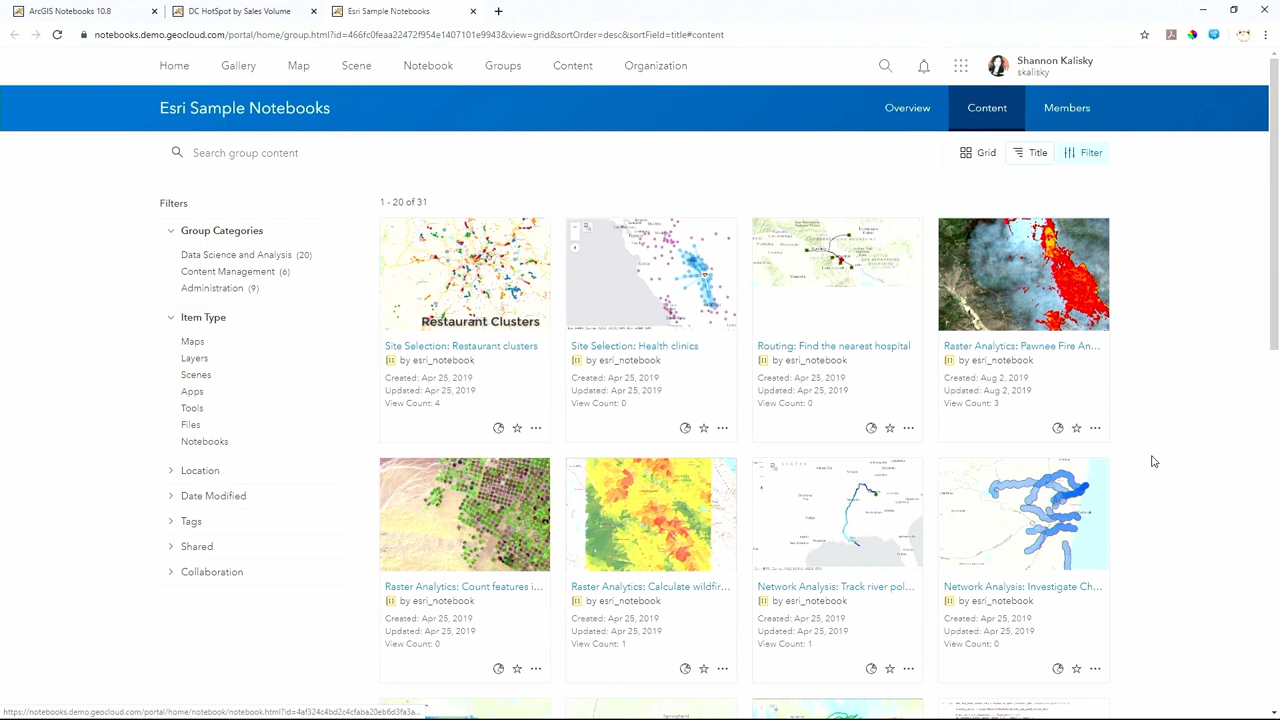 ArcGIS Notebooks 10.8
DC HotSpot by Sales Volume
Esri Sample Notebooks
notebooks.demo.geocloud.com/portal/home/group.html?id=466fc0feaa22472f954e1407101e9943&view=grid&sortOrder=desc&sortField=title#content
Home Gallery Map Scene Notebook Groups Content Organization
Shannon Kalisky
skalisky
Esri Sample Notebooks
Overview Content Members
Search group content
Grid Title Filter
Filters
1 - 20 of 31
Group Categories
Data Science and Analysis (20)
Content Management (6)
Administration (9)
Item Type
Maps
Layers
Scenes
Apps
Tools
Files
Notebooks
Date Modified
Collaboration
Restaurant Clusters
Site Selection: Restaurant clusters
by esri_notebook
Created: Apr 25, 2019
Updated: Apr 25, 2019
View Count: 4
Site Selection: Health clinics
by esri_notebook
Created: Apr 25, 2019
Updated: Apr 25, 2019
View Count: 0
Routing: Find the nearest hospital
by esri_notebook
Created: Apr 25, 2019
Updated: Apr 25, 2019
View Count: 0
Raster Analytics: Pawnee Fire An...
by esri_notebook
Created: Aug 2, 2019
Updated: Aug 2, 2019
View Count: 3
Raster Analytics: Count features i...
by esri_notebook
Created: Apr 25, 2019
Updated: Apr 25, 2019
View Count: 0
Raster Analytics: Calculate wildfir...
by esri_notebook
Created: Apr 25, 2019
Updated: Apr 25, 2019
View Count: 1
Network Analysis: Track river pol...
by esri_notebook
Created: Apr 25, 2019
Updated: Apr 25, 2019
View Count: 1
Network Analysis: Investigate Ch...
by esri_notebook
Created: Apr 25, 2019
Updated: Apr 25, 2019
View Count: 0